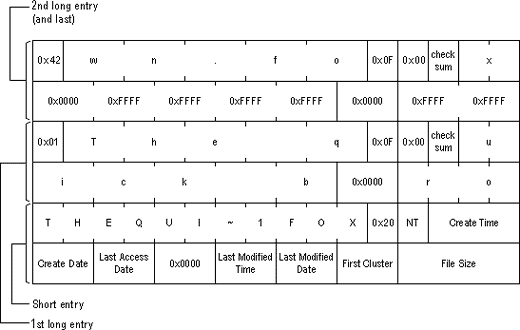 2nd long entry
(and last)
0x42 w n . f o 0x0F 0x00 check sum x
0x0000 0xFFFF 0xFFFF 0xFFFF 0xFFFF 0x0000 0xFFFF 0xFFFF
0x01 T h e q 0x0F 0x00 check sum u
i c k b 0x0000 r o
T H E Q U I ~ 1 F O X 0x20 NT Create Time
Create Date Last Access Date 0x0000 Last Modified Time Last Modified Date First Cluster File Size
Short entry
1st long entry